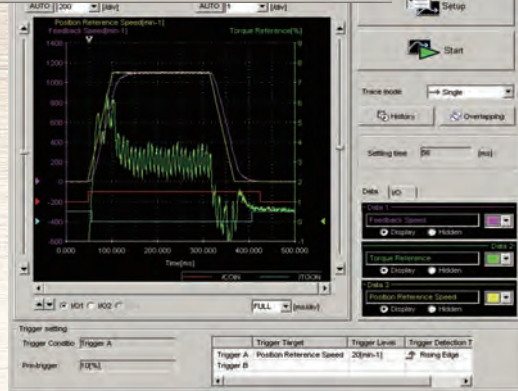 AUTO 200 [/div] AUTO 1 [/div]
Setup
Position Reference Speed[min-1]
Feedback Speed[min-1] Torque Reference[%]
Start
1400 9
1200 8
1000 7
800 6
600 5
400 4
200 3
0 2
-200 1
-400 0
-600
0.000 100.000 200.000 300.000 400.000 500.000
Time[ms]
/COIN /TGON
I/O1 I/O2 FULL [ms/div]
Trace mode Single
History Overlapping
Settling time [ms]
Data I/O
Data 1
Feedback Speed
Display Hidden
Data 2
Torque Reference
Display Hidden
Data 3
Position Reference Speed
Display Hidden
Trigger setting
Trigger Conditio Trigger A
Pre-trigger 10[%]
Trigger Target Trigger Level Trigger Detection T
Trigger A Position Reference Speed 20[min-1] Rising Edge
Trigger B